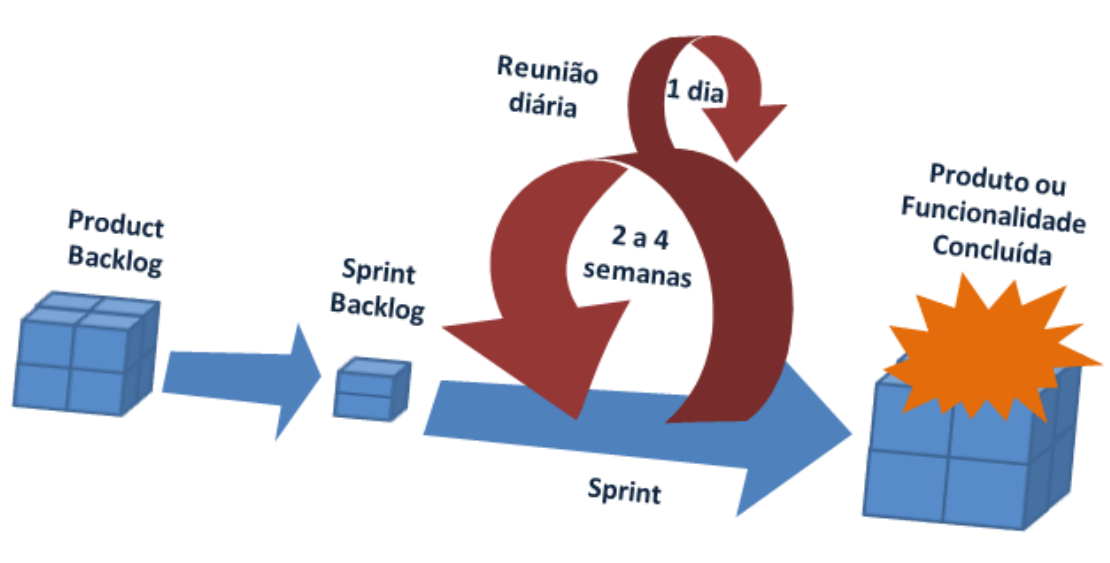 Product
Backlog
Sprint
Backlog
Reunião
diária
1 dia
2 a 4
semanas
Sprint
Produto ou
Funcionalidade
Concluída